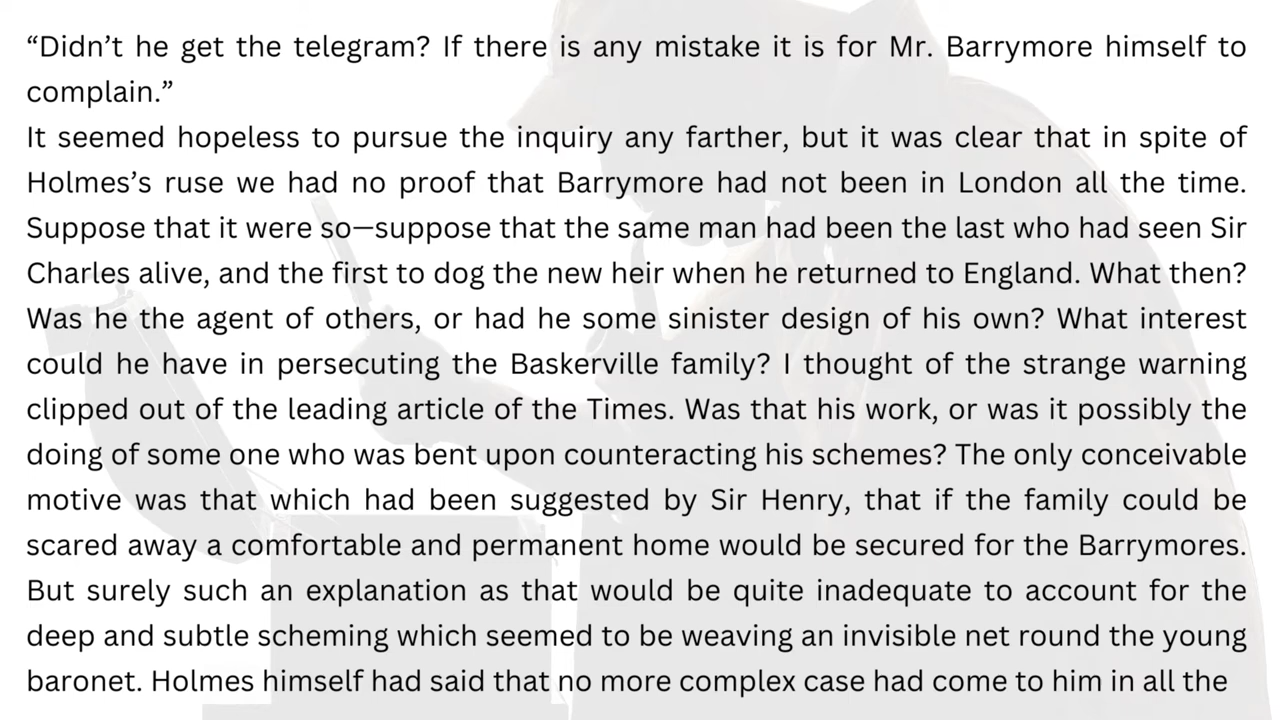 “Didn’t he get the telegram? If there is any mistake it is for Mr. Barrymore himself to
complain.”
It seemed hopeless to pursue the inquiry any farther, but it was clear that in spite of
Holmes’s ruse we had no proof that Barrymore had not been in London all the time.
Suppose that it were so—suppose that the same man had been the last who had seen Sir
Charles alive, and the first to dog the new heir when he returned to England. What then?
Was he the agent of others, or had he some sinister design of his own? What interest
could he have in persecuting the Baskerville family? I thought of the strange warning
clipped out of the leading article of the Times. Was that his work, or was it possibly the
doing of some one who was bent upon counteracting his schemes? The only conceivable
motive was that which had been suggested by Sir Henry, that if the family could be
scared away a comfortable and permanent home would be secured for the Barrymores.
But surely such an explanation as that would be quite inadequate to account for the
deep and subtle scheming which seemed to be weaving an invisible net round the young
baronet. Holmes himself had said that no more complex case had come to him in all the